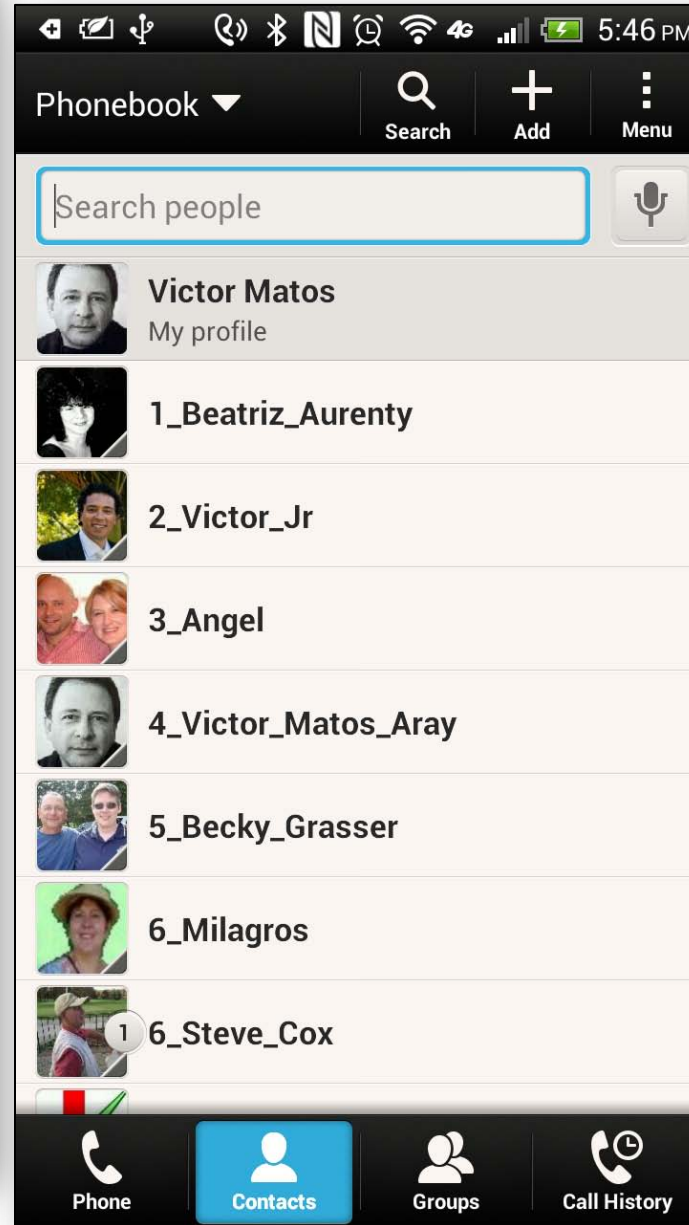 4G 5:46 PM
Phonebook
Search Add Menu
Search people
Victor Matos
My profile
1_Beatriz_Aurenty
2_Victor_Jr
3_Angel
4_Victor_Matos_Aray
5_Becky_Grasser
6_Milagros
1 6_Steve_Cox
Phone Contacts Groups Call History